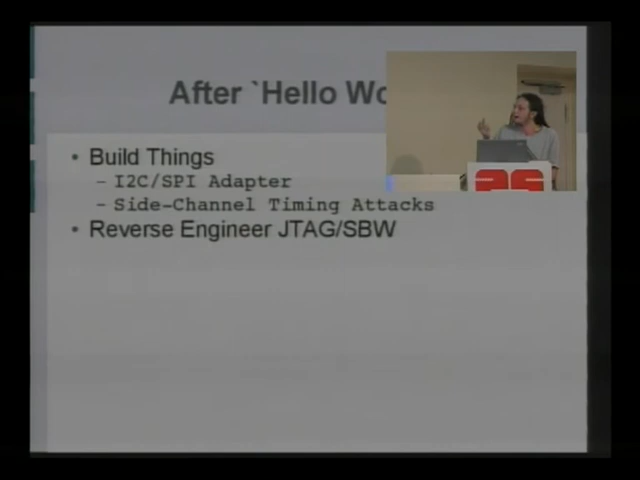 After `Hello Wo
• Build Things
– I2C/SPI Adapter
– Side-Channel Timing Attacks
• Reverse Engineer JTAG/SBW